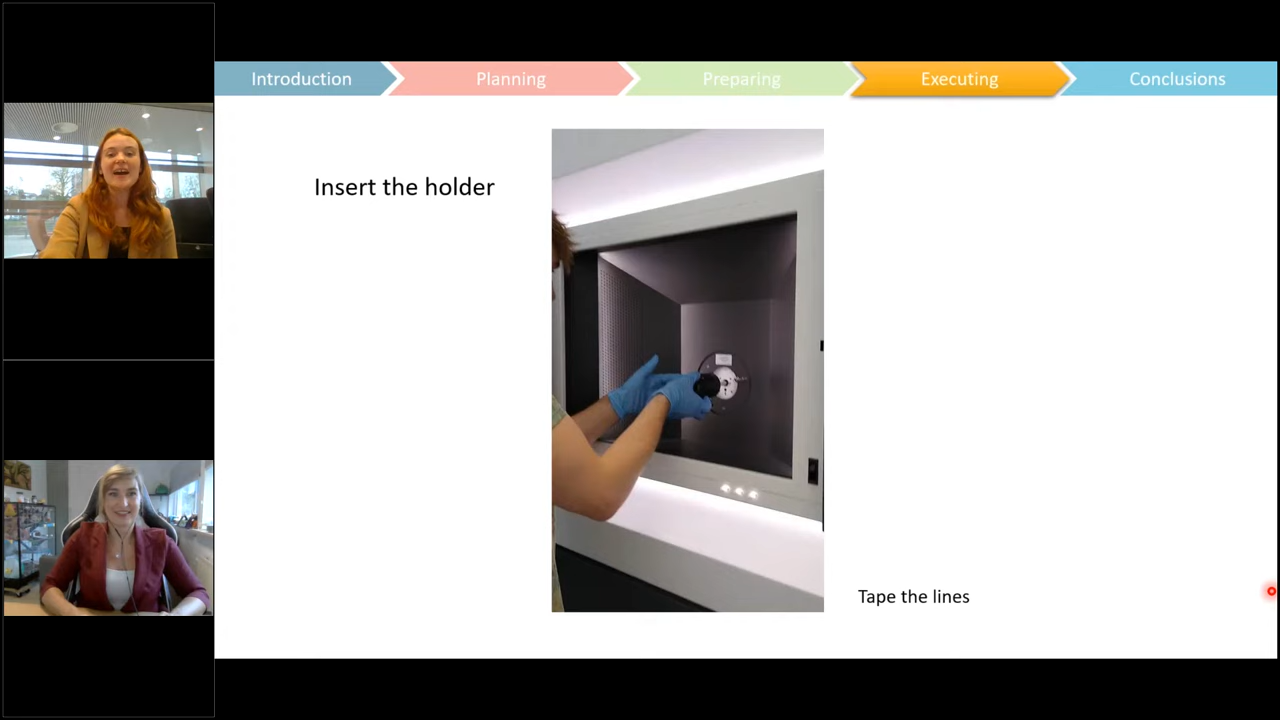 Introduction
Planning
Preparing
Executing
Conclusions
Insert the holder
Tape the lines